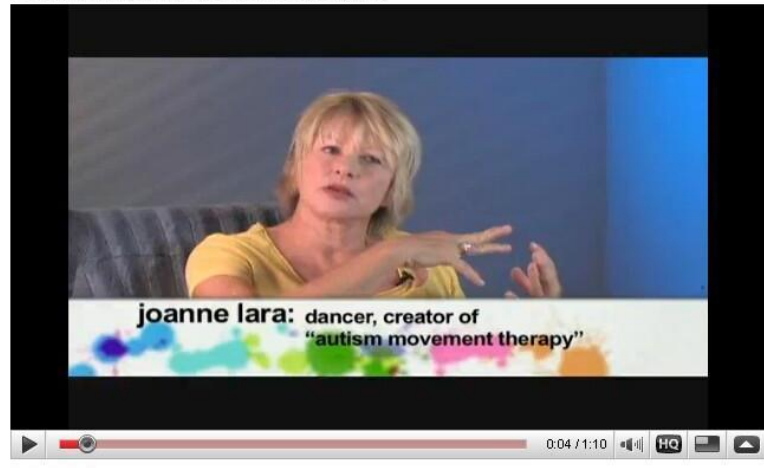 joanne lara: dancer, creator of
"autism movement therapy"
0:04 / 1:10 HQ